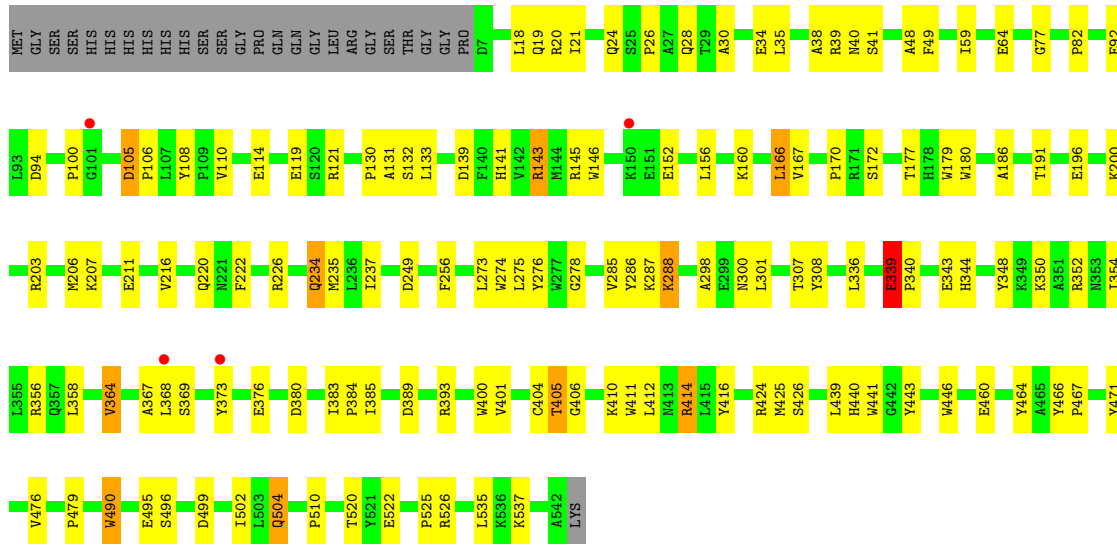 MET GLY SER SER HIS HIS HIS HIS HIS HIS SER SER GLY PRO GLN GLN GLY LEU ARG GLY SER THR GLY GLY PRO D7 L18 Q19 R20 I21 Q24 S25 P26 A27 Q28 T29 A30 E34 L35 A38 R39 N40 S41 A48 F49 I59 E64 G77 P82 E92
L93 D94 P100 G101 D105 P106 L107 Y108 P109 V110 E114 E119 S120 R121 P130 A131 S132 L133 D139 F140 H141 V142 R143 M144 R145 W146 K150 E151 E152 L156 K160 L166 V167 P170 R171 S172 T177 H178 W179 W180 A186 T191 E196 K200
R203 M206 K207 E211 V216 Q220 N221 F222 R226 Q234 M235 L236 I237 D249 F256 L273 W274 L275 Y276 W277 G278 V285 Y286 K287 K288 A298 E299 N300 L301 T307 Y308 L336 E339 P340 E343 H344 Y348 K349 K350 A351 R352 N353 I354
L355 R356 Q357 L358 V364 A367 L368 S369 Y373 E376 D380 I383 P384 I385 D389 R393 W400 V401 C404 T405 G406 K410 W411 L412 N413 R414 L415 Y416 R424 M425 S426 L439 H440 W441 G442 Y443 W446 E460 Y464 A465 Y466 P467 Y471
V476 P479 W490 E495 S496 D499 I502 L503 Q504 P510 T520 Y521 E522 P525 R526 L535 K536 K537 A542 LYS